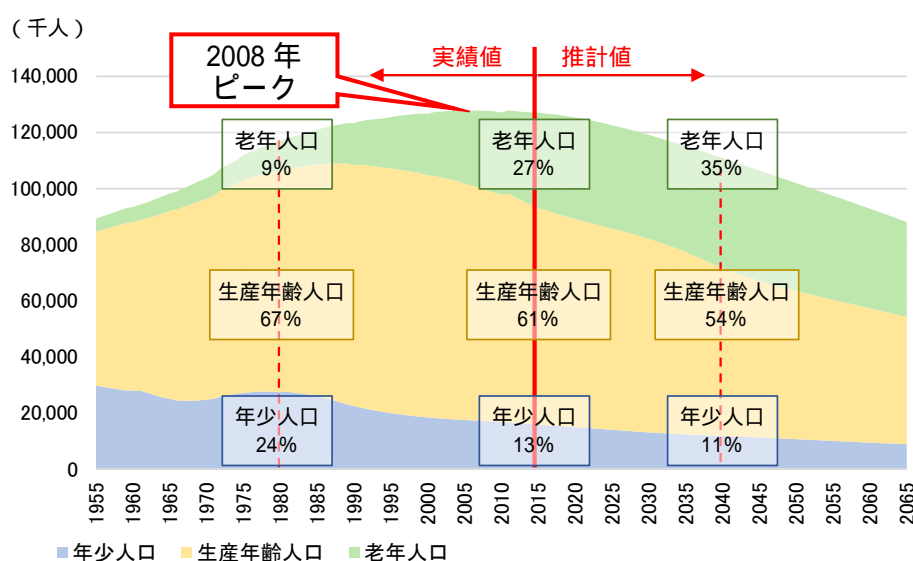 （千人）
2008 年
ピーク
実績値
推計値
140,000
120,000
100,000
80,000
60,000
40,000
20,000
0
老年人口
9%
老年人口
27%
老年人口
35%
生産年齢人口
67%
生産年齢人口
61%
生産年齢人口
54%
年少人口
24%
年少人口
13%
年少人口
11%
1955
1960
1965
1970
1975
1980
1985
1990
1995
2000
2005
2010
2015
2020
2025
2030
2035
2040
2045
2050
2055
2060
2065
年少人口
生産年齢人口
老年人口